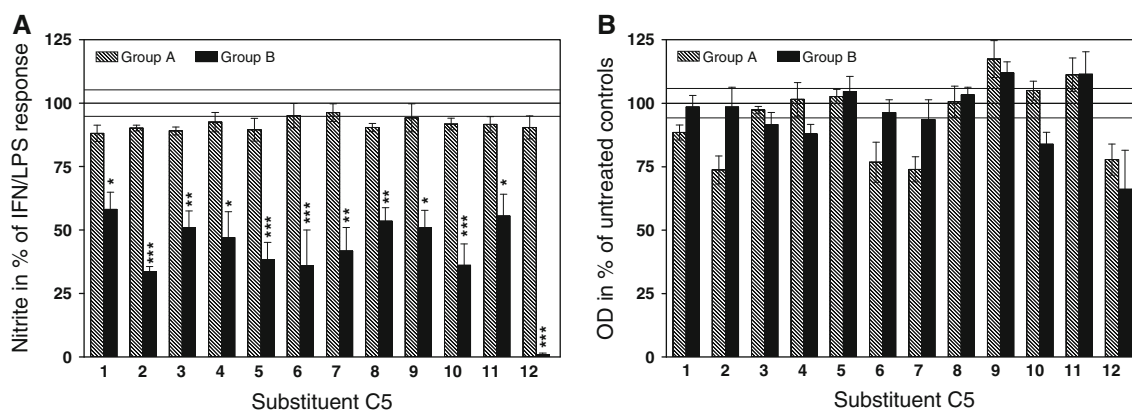 A
Nitrite in % of IFN/LPS response
125
100
75
50
25
0
Group A
Group B
*
***
**
*
***
***
**
**
*
***
*
***
1 2 3 4 5 6 7 8 9 10 11 12
Substituent C5
B
OD in % of untreated controls
125
100
75
50
25
0
Group A
Group B
1 2 3 4 5 6 7 8 9 10 11 12
Substituent C5